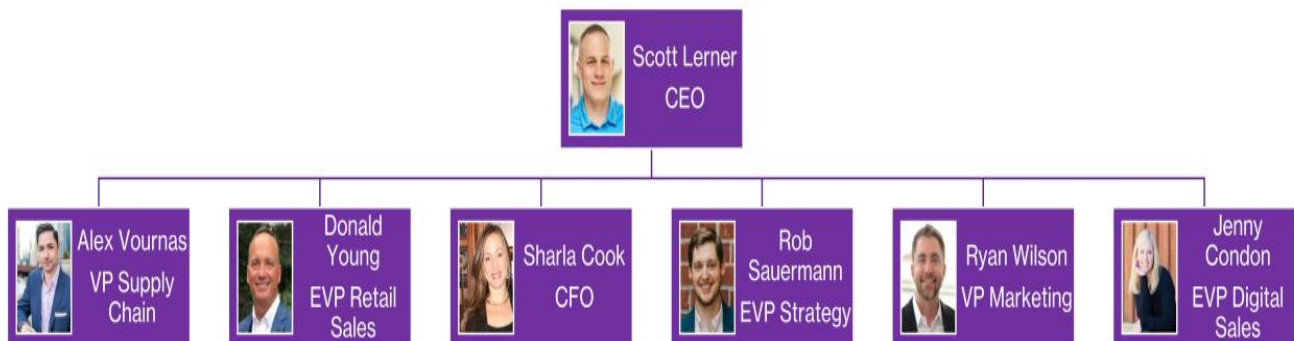 Scott Lerner
CEO
Alex Vournas
VP Supply
Chain
Donald
Young
EVP Retail
Sales
Sharla Cook
CFO
Rob
Sauermann
EVP Strategy
Ryan Wilson
VP Marketing
Jenny
Condon
EVP Digital
Sales